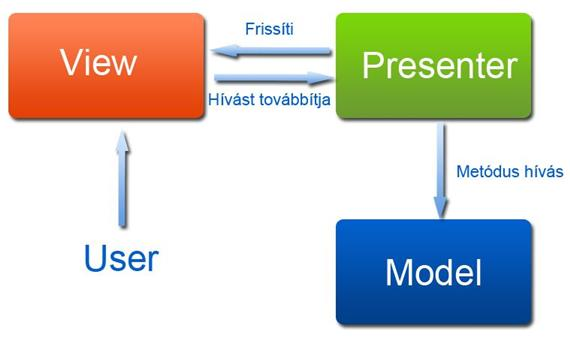 View
Frissíti
Presenter
Hívást továbbítja
Metódus hívás
User
Model